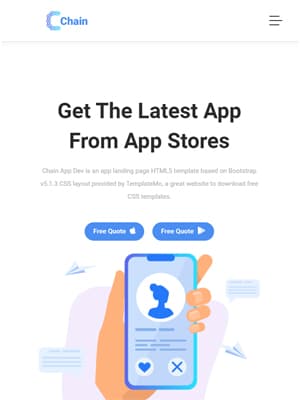 Chain
Get The Latest App
From App Stores
Chain App Dev is an app landing page HTML5 template based on Bootstrap
v5.1.3 CSS layout provided by TemplateMo, a great website to download free
CSS templates.
Free Quote
Free Quote